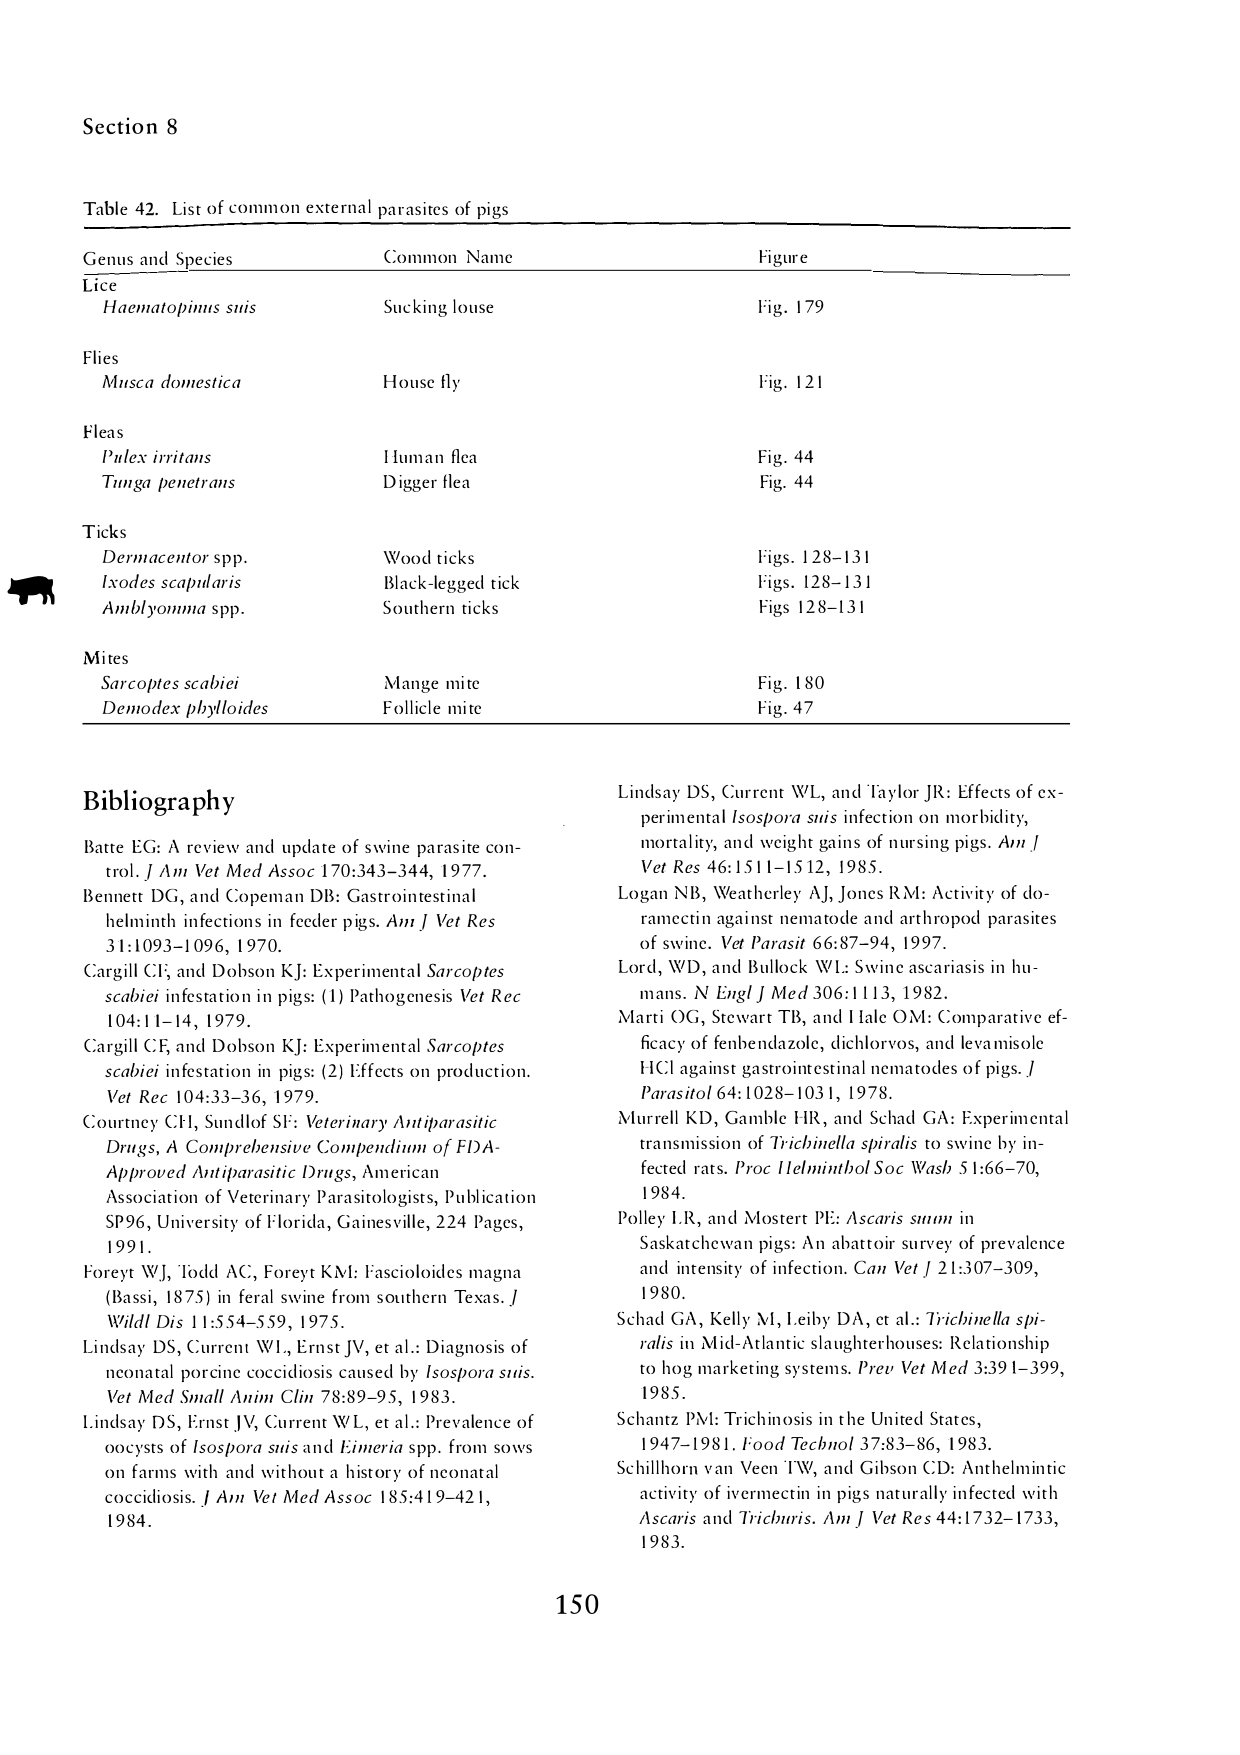 Section 8
Table 42. List of common external parasites of pigs
Genus and Species Common Name Figure
Lice
Haematopinus suis Sucking louse Fig. 179
Flies
Musca domestica House fly Fig. 121
Fleas
Pulex irritans Human flea Fig. 44
Tunga penetrans Digger flea Fig. 44
Ticks
Dermacentor spp. Wood ticks Figs. 128–131
Ixodes scapularis Black-legged tick Figs. 128–131
Amblyomma spp. Southern ticks Figs 128–131
Mites
Sarcoptes scabiei Mange mite Fig. 180
Demodex phylloides Follicle mite Fig. 47
Bibliography
Batte EG: A review and update of swine parasite con-
trol. J Am Vet Med Assoc 170:343–344, 1977.
Bennett DG, and Copeman DB: Gastrointestinal
helminth infections in feeder pigs. Am J Vet Res
31:1093–1096, 1970.
Cargill CF, and Dobson KJ: Experimental Sarcoptes
scabiei infestation in pigs: (1) Pathogenesis Vet Rec
104:11–14, 1979.
Cargill CF, and Dobson KJ: Experimental Sarcoptes
scabiei infestation in pigs: (2) Effects on production.
Vet Rec 104:33–36, 1979.
Courtney CH, Sundlof SF: Veterinary Antiparasitic
Drugs, A Comprehensive Compendium of FDA-
Approved Antiparasitic Drugs, American
Association of Veterinary Parasitologists, Publication
SP96, University of Florida, Gainesville, 224 Pages,
1991.
Foreyt WJ, Todd AC, Foreyt KM: Fascioloides magna
(Bassi, 1875) in feral swine from southern Texas. J
Wildl Dis 11:554–559, 1975.
Lindsay DS, Current WL, Ernst JV, et al.: Diagnosis of
neonatal porcine coccidiosis caused by Isospora suis.
Vet Med Small Anim Clin 78:89–95, 1983.
Lindsay DS, Ernst JV, Current WL, et al.: Prevalence of
oocysts of Isospora suis and Eimeria spp. from sows
on farms with and without a history of neonatal
coccidiosis. J Am Vet Med Assoc 185:419–421,
1984.
Lindsay DS, Current WL, and Taylor JR: Effects of ex-
perimental Isospora suis infection on morbidity,
mortality, and weight gains of nursing pigs. Am J
Vet Res 46:1511–1512, 1985.
Logan NB, Weatherley AJ, Jones RM: Activity of do-
ramectin against nematode and arthropod parasites
of swine. Vet Parasit 66:87–94, 1997.
Lord, WD, and Bullock WL: Swine ascariasis in hu-
mans. N Engl J Med 306:1113, 1982.
Marti OG, Stewart TB, and Hale OM: Comparative ef-
ficacy of fenbendazole, dichlorvos, and levamisole
HCl against gastrointestinal nematodes of pigs. J
Parasitol 64:1028–1031, 1978.
Murrell KD, Gamble HR, and Schad GA: Experimental
transmission of Trichinella spiralis to swine by in-
fected rats. Proc Helminthol Soc Wash 51:66–70,
1984.
Polley LR, and Mostert PE: Ascaris suum in
Saskatchewan pigs: An abattoir survey of prevalence
and intensity of infection. Can Vet J 21:307–309,
1980.
Schad GA, Kelly M, Leiby DA, et al.: Trichinella spi-
ralis in Mid-Atlantic slaughterhouses: Relationship
to hog marketing systems. Prev Vet Med 3:391–399,
1985.
Schantz PM: Trichinosis in the United States,
1947–1981. Food Technol 37:83–86, 1983.
Schillhorn van Veen TW, and Gibson CD: Anthelmintic
activity of ivermectin in pigs naturally infected with
Ascaris and Trichuris. Am J Vet Res 44:1732–1733,
1983.
150